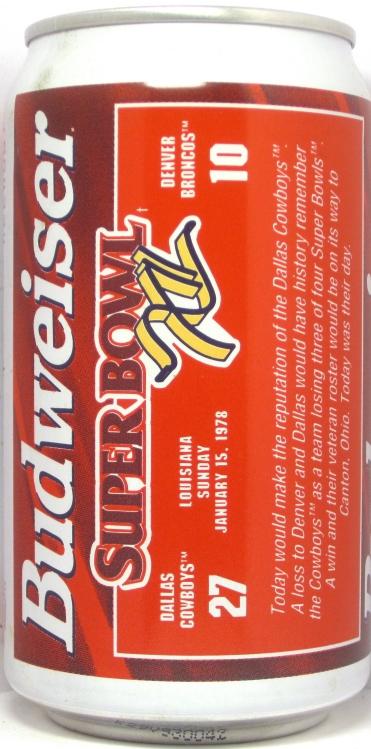 Budweiser
SUPER BOWL XII †
DALLAS COWBOYS™
27
LOUISIANA
SUNDAY
JANUARY 15, 1978
DENVER BRONCOS™
10
Today would make the reputation of the Dallas Cowboys™.
A loss to Denver and Dallas would have history remember
the Cowboys™ as a team losing three of four Super Bowls™.
A win and their veteran roster would be on its way to
Canton, Ohio. Today was their day.